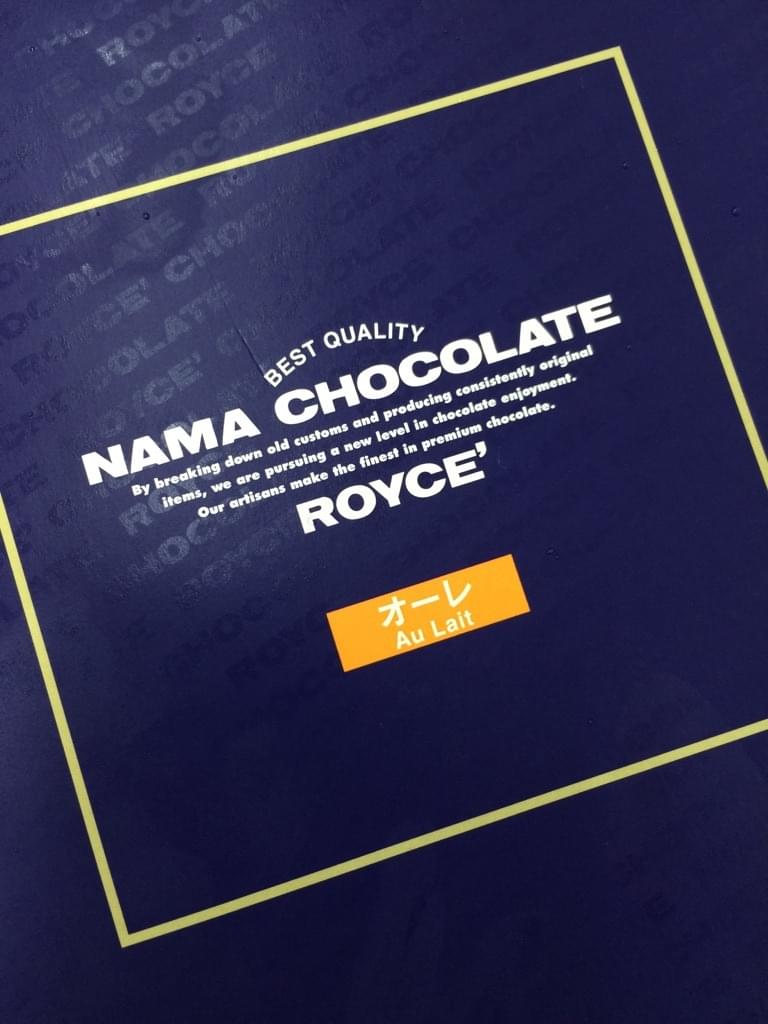 BEST QUALITY
NAMA CHOCOLATE
By breaking down old customs and producing consistently original
items, we are pursuing a new level in chocolate enjoyment.
Our artisans make the finest in premium chocolate.
ROYCE'
オーレ
Au Lait